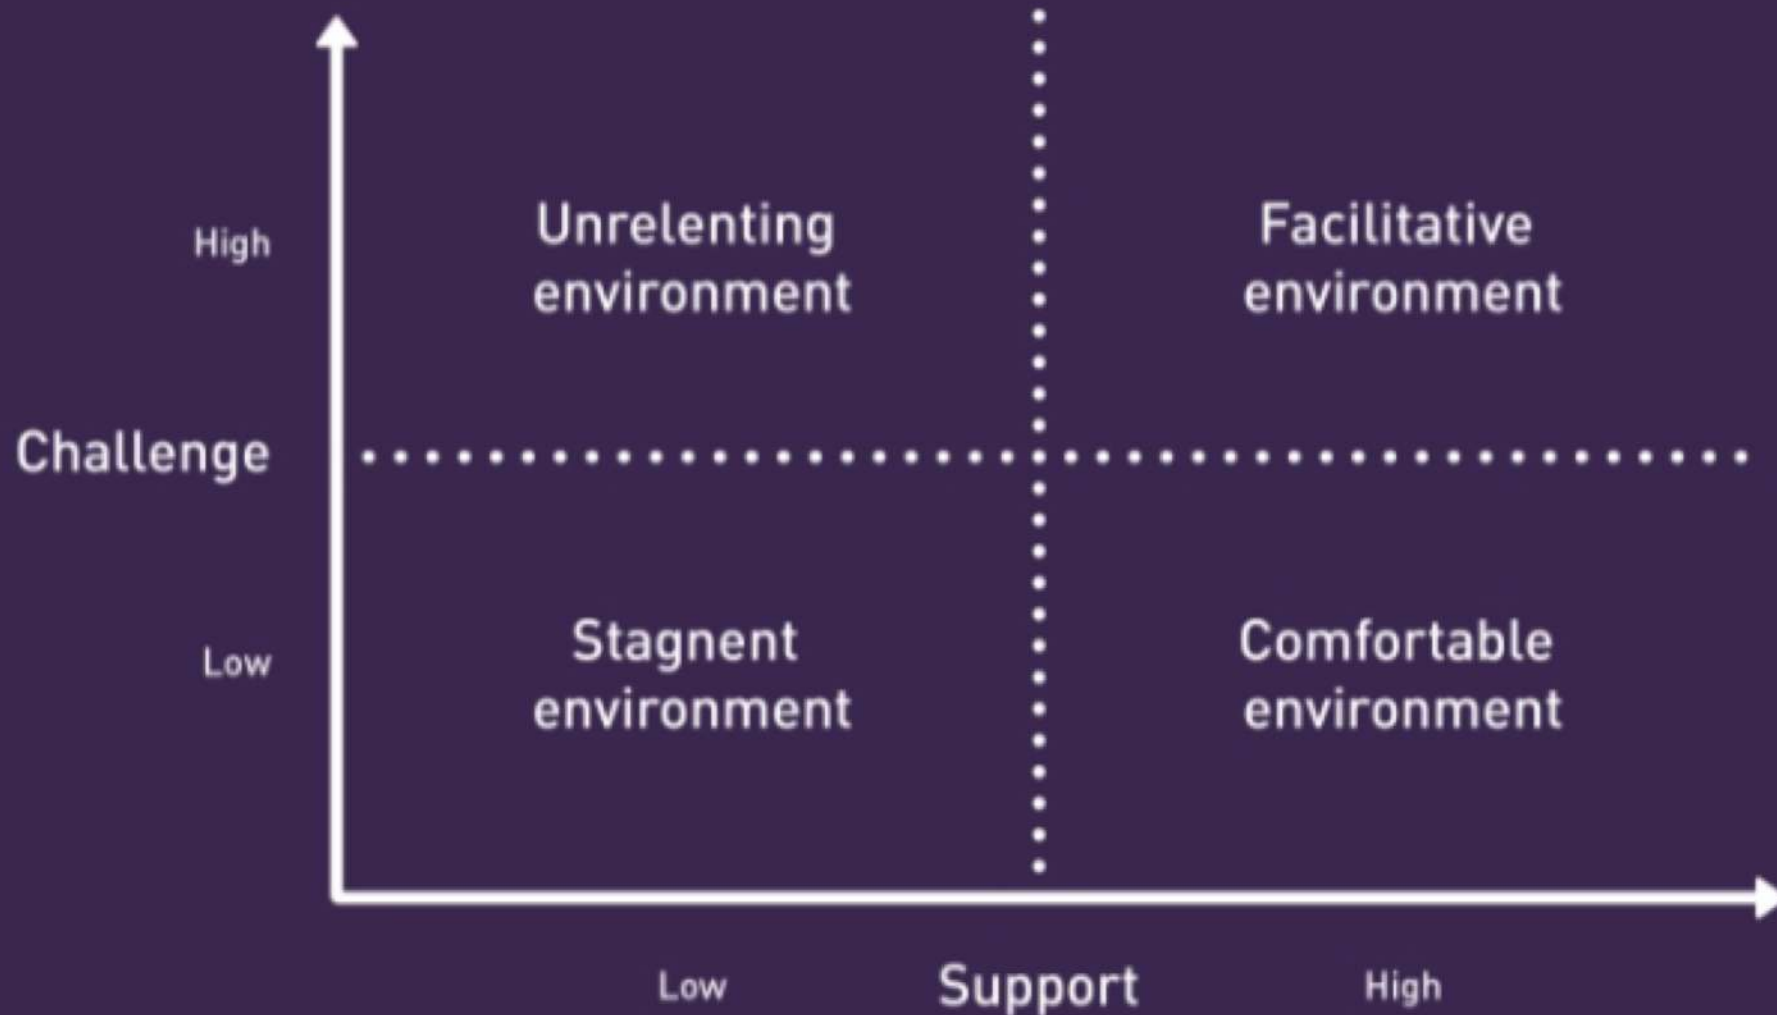 High
Unrelenting
environment
Facilitative
environment
Challenge
Low
Stagnent
environment
Comfortable
environment
Low
Support
High